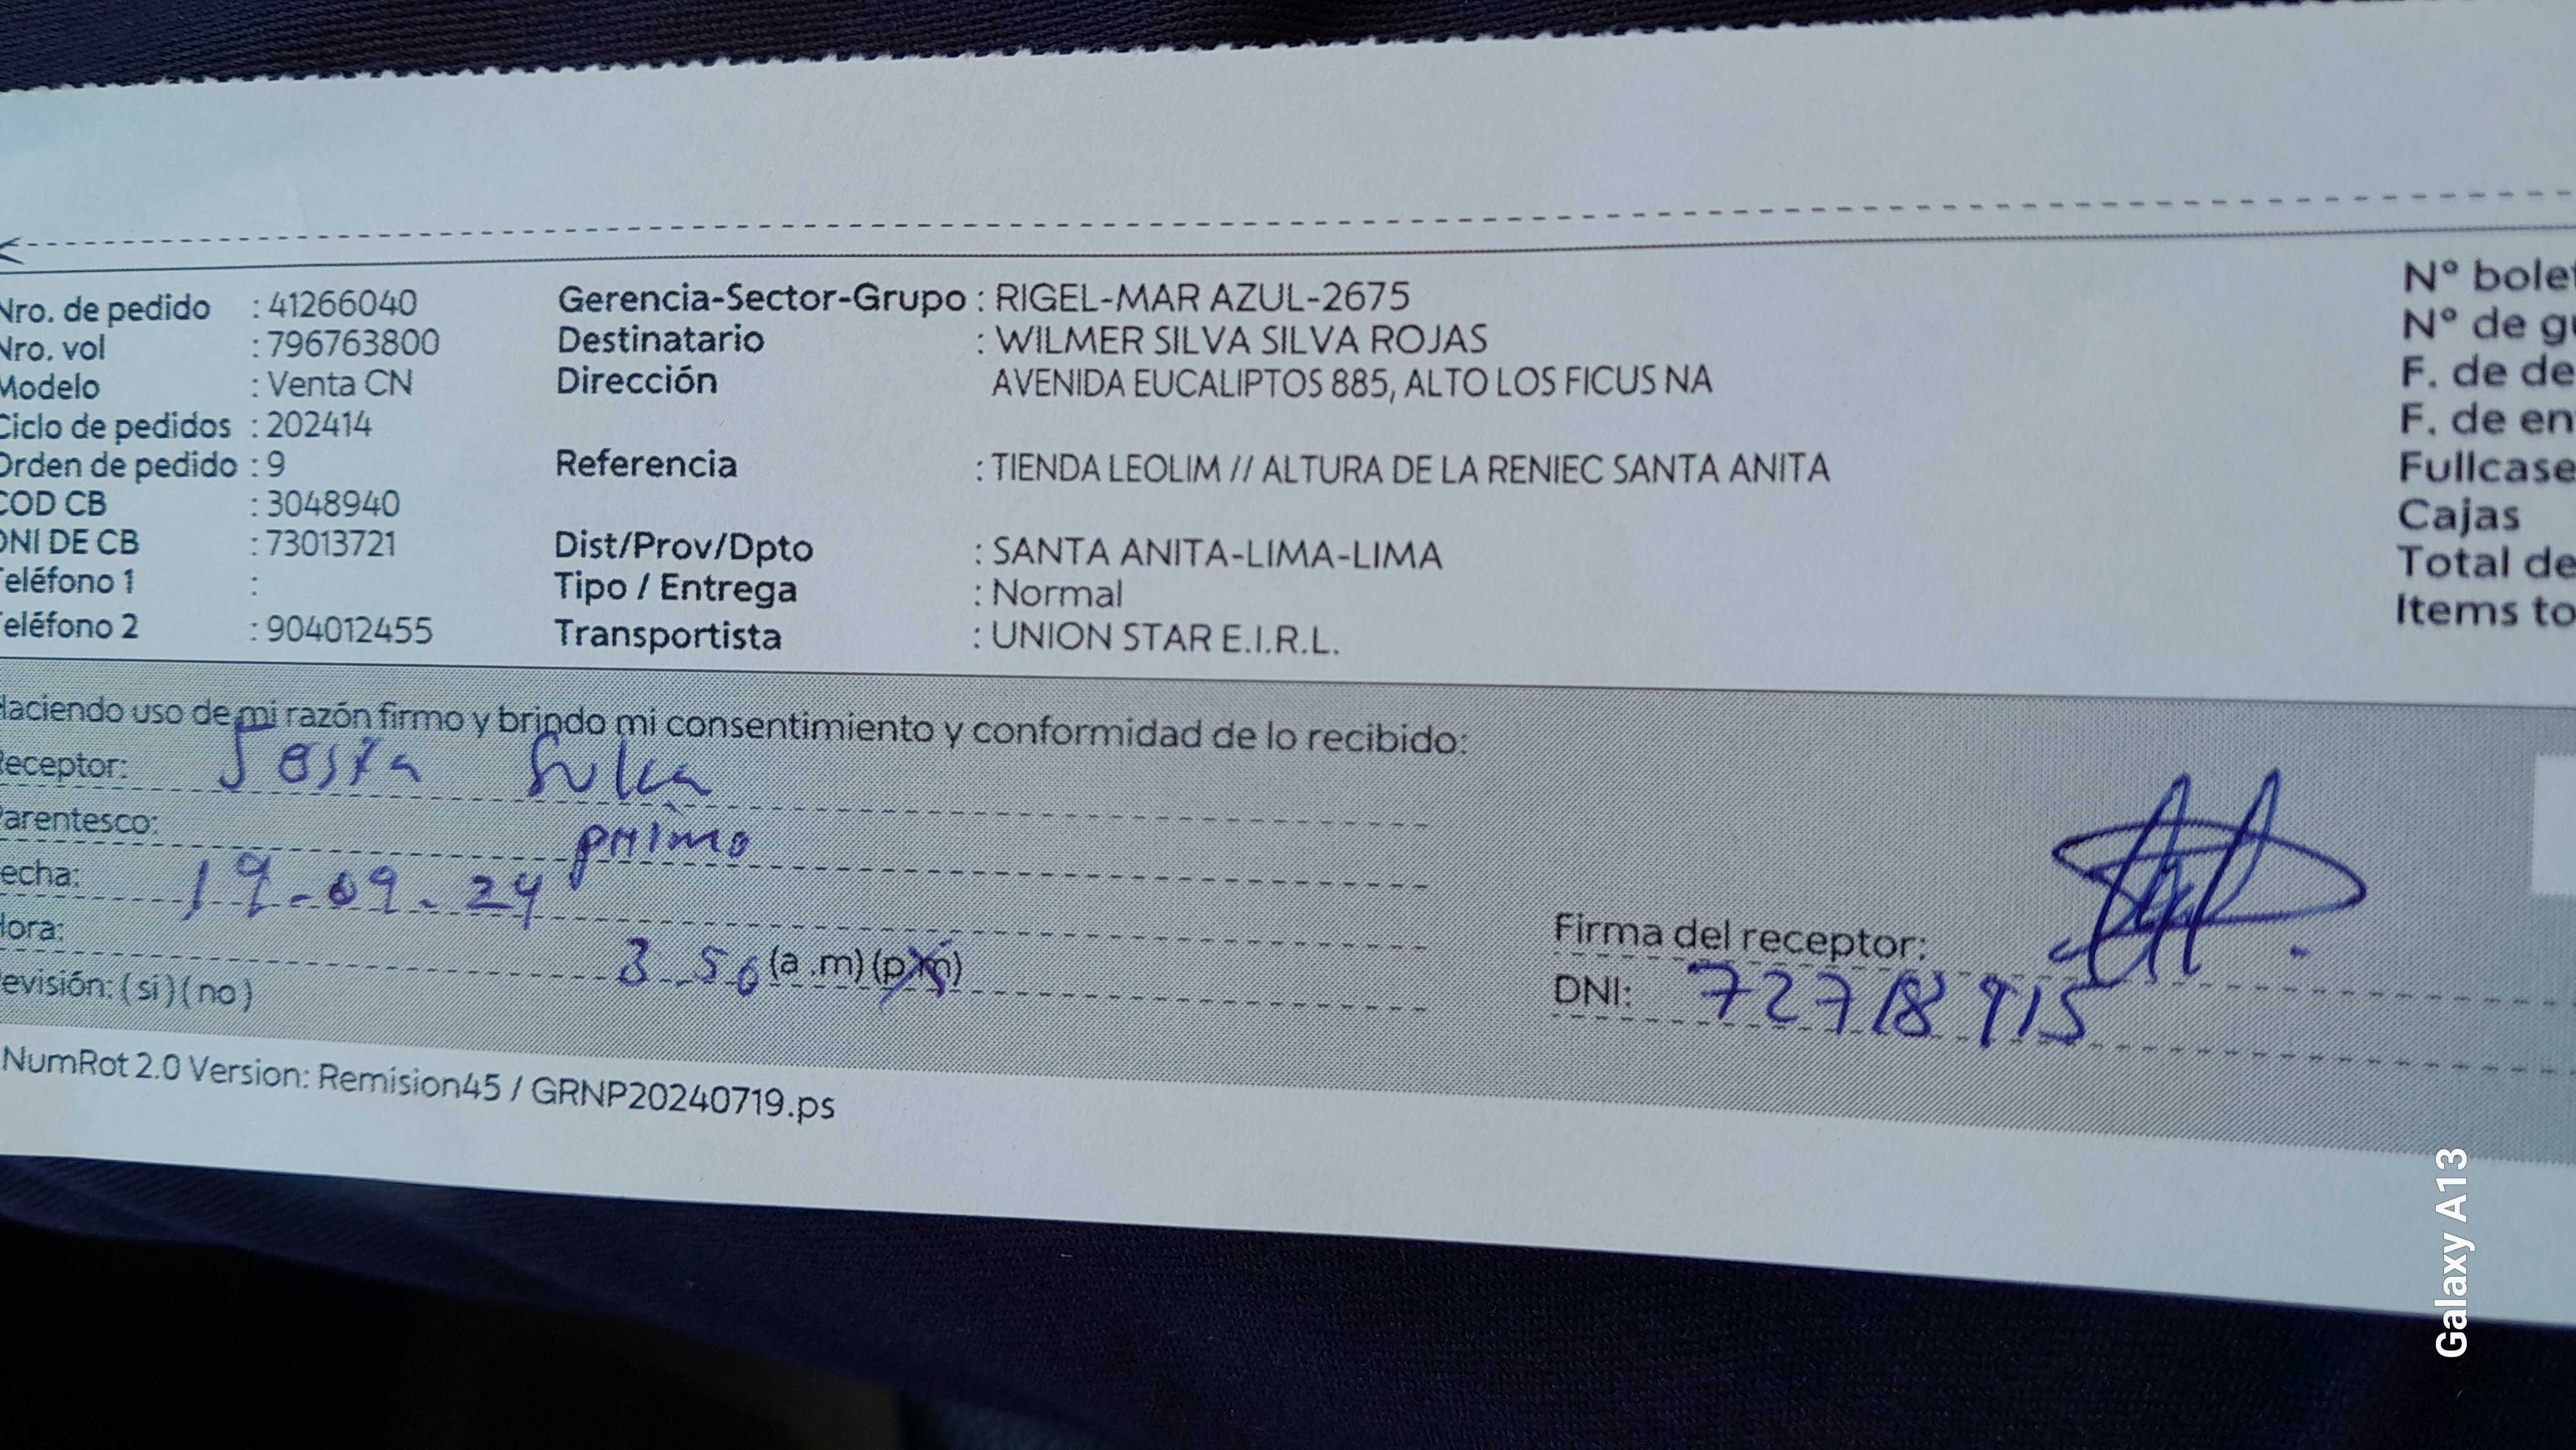 Nro. de pedido : 41266040 Gerencia-Sector-Grupo : RIGEL-MAR AZUL-2675 N° bole
Nro. vol : 796763800 Destinatario : WILMER SILVA SILVA ROJAS N° de g
Modelo : Venta CN Dirección AVENIDA EUCALIPTOS 885, ALTO LOS FICUS NA F. de de
Ciclo de pedidos : 202414 F. de en
Orden de pedido : 9 Referencia : TIENDA LEOLIM // ALTURA DE LA RENIEC SANTA ANITA Fullcase
COD CB : 3048940 Cajas
DNI DE CB : 73013721 Dist/Prov/Dpto : SANTA ANITA-LIMA-LIMA Total de
Teléfono 1 : Tipo / Entrega : Normal Items to
Teléfono 2 : 904012455 Transportista : UNION STAR E.I.R.L.
Haciendo uso de mi razón firmo y brindo mi consentimiento y conformidad de lo recibido:
Receptor: Sulca
Parentesco: primo
Fecha: 19-09-24
Hora: 3 50 (a .m) (p.m)
Firma del receptor:
Revisión: (si) (no)
DNI: 72718915
NumRot 2.0 Version: Remision45 / GRNP20240719.ps
Galaxy A13